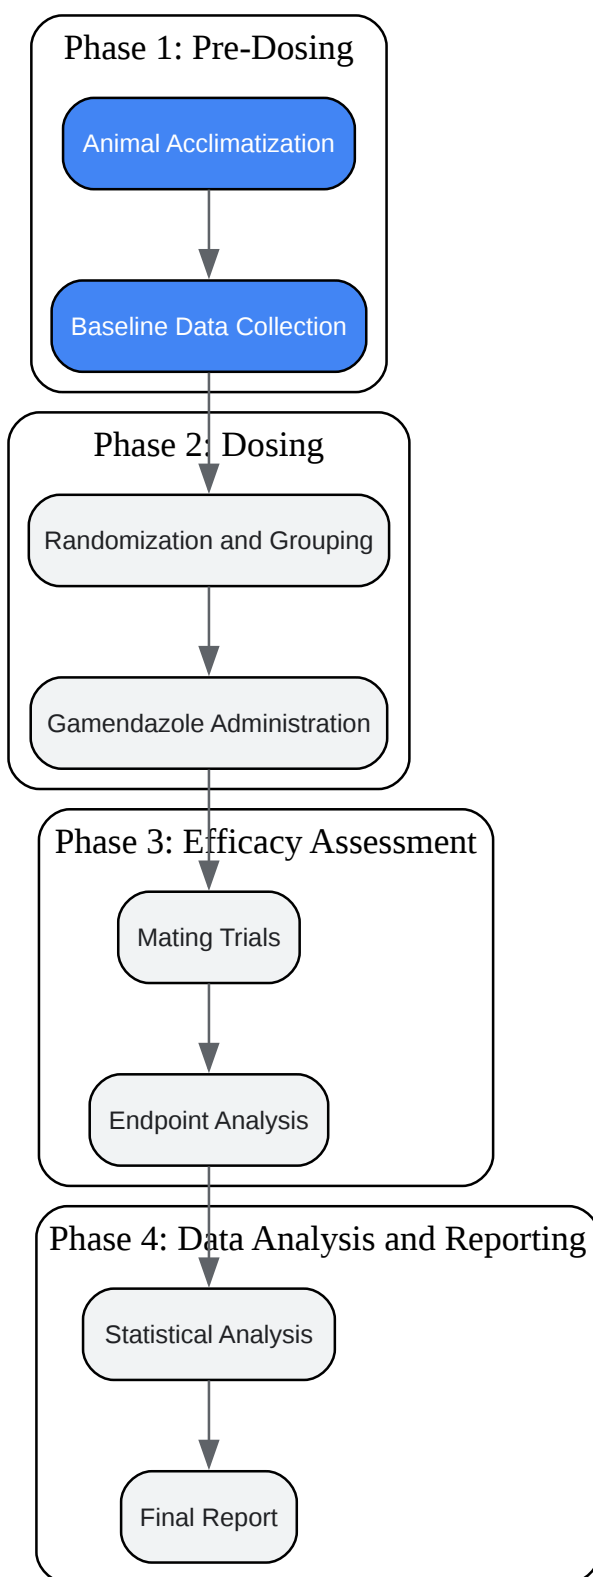 Phase 1: Pre-Dosing
Animal Acclimatization
Baseline Data Collection
Phase 2: Dosing
Randomization and Grouping
Gamendazole Administration
Phase 3: Efficacy Assessment
Mating Trials
Endpoint Analysis
Phase 4: Data Analysis and Reporting
Statistical Analysis
Final Report